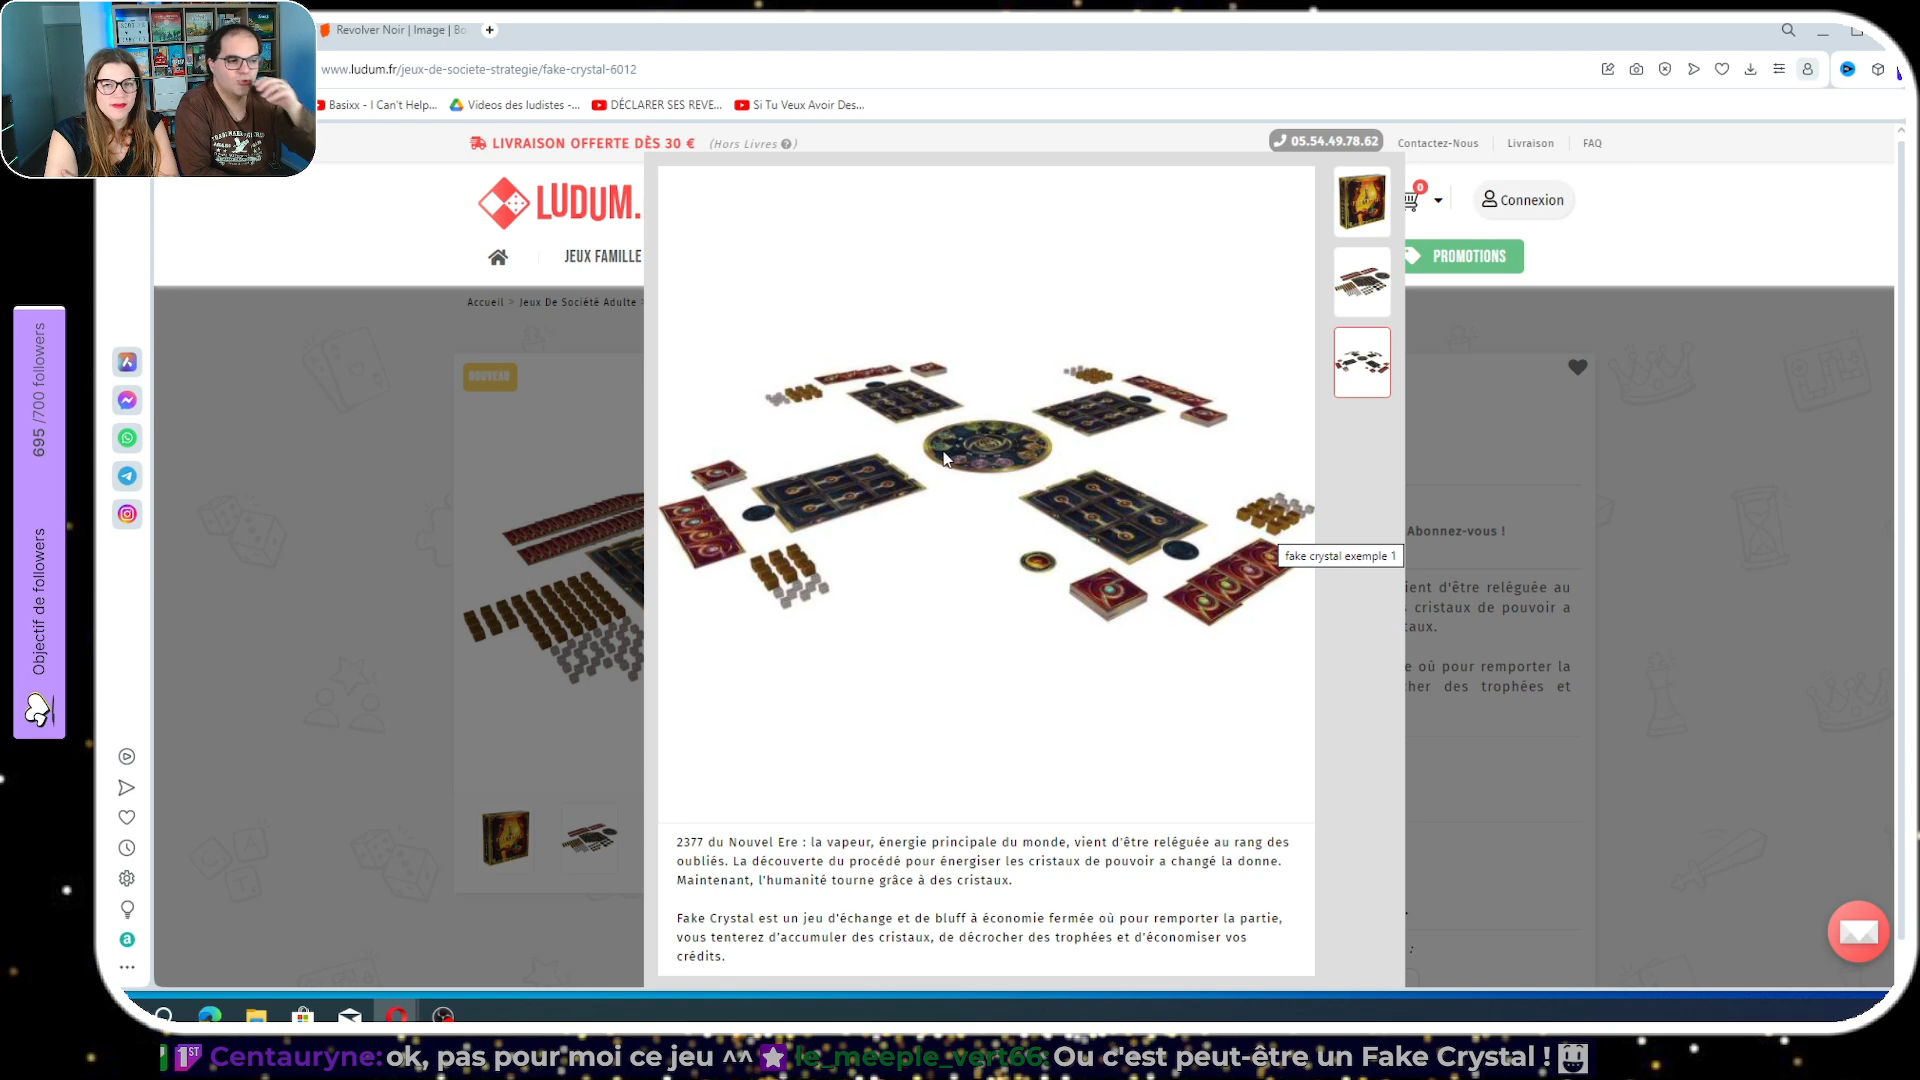 Revolver Noir | Image | Bo
www.ludum.fr/jeux-de-societe-strategie/fake-crystal-6012
Basixx - I Can't Help...
Videos des ludistes -...
DÉCLARER SES REVE...
Si Tu Veux Avoir Des...
LIVRAISON OFFERTE DÈS 30 € (Hors Livres)
05.54.49.78.62
Contactez-Nous
Livraison
FAQ
LUDUM.
0
Connexion
JEUX FAMILLE
PROMOTIONS
Accueil > Jeux De Société Adulte >
NOUVEAU
Abonnez-vous !
fake crystal exemple 1
ient d'être reléguée au
cristaux de pouvoir a
taux.
e où pour remporter la
cher des trophées et
2377 du Nouvel Ere : la vapeur, énergie principale du monde, vient d'être reléguée au rang des
oubliés. La découverte du procédé pour énergiser les cristaux de pouvoir a changé la donne.
Maintenant, l'humanité tourne grâce à des cristaux.
Fake Crystal est un jeu d'échange et de bluff à économie fermée où pour remporter la partie,
vous tenterez d'accumuler des cristaux, de décrocher des trophées et d'économiser vos
crédits.
Objectif de followers
695 /700 followers
1ST Centauryne: ok, pas pour moi ce jeu ^^ le_meeple_vert66: Ou c'est peut-être un Fake Crystal !